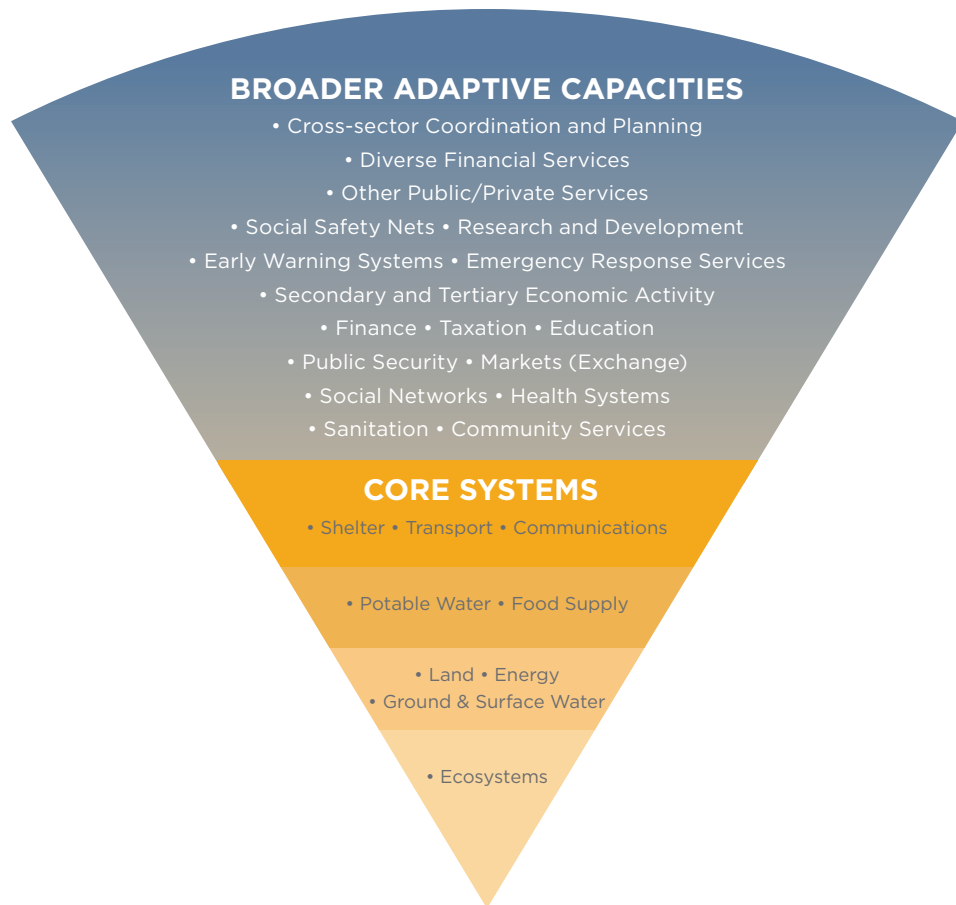 BROADER ADAPTIVE CAPACITIES
• Cross-sector Coordination and Planning
• Diverse Financial Services
• Other Public/Private Services
• Social Safety Nets • Research and Development
• Early Warning Systems • Emergency Response Services
• Secondary and Tertiary Economic Activity
• Finance • Taxation • Education
• Public Security • Markets (Exchange)
• Social Networks • Health Systems
• Sanitation • Community Services
CORE SYSTEMS
• Shelter • Transport • Communications
• Potable Water • Food Supply
• Land • Energy
• Ground & Surface Water
• Ecosystems